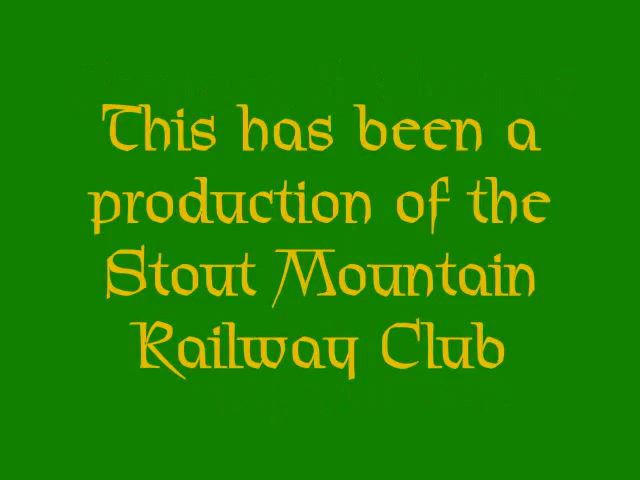 This has been a
production of the
Stout Mountain
Railway Club